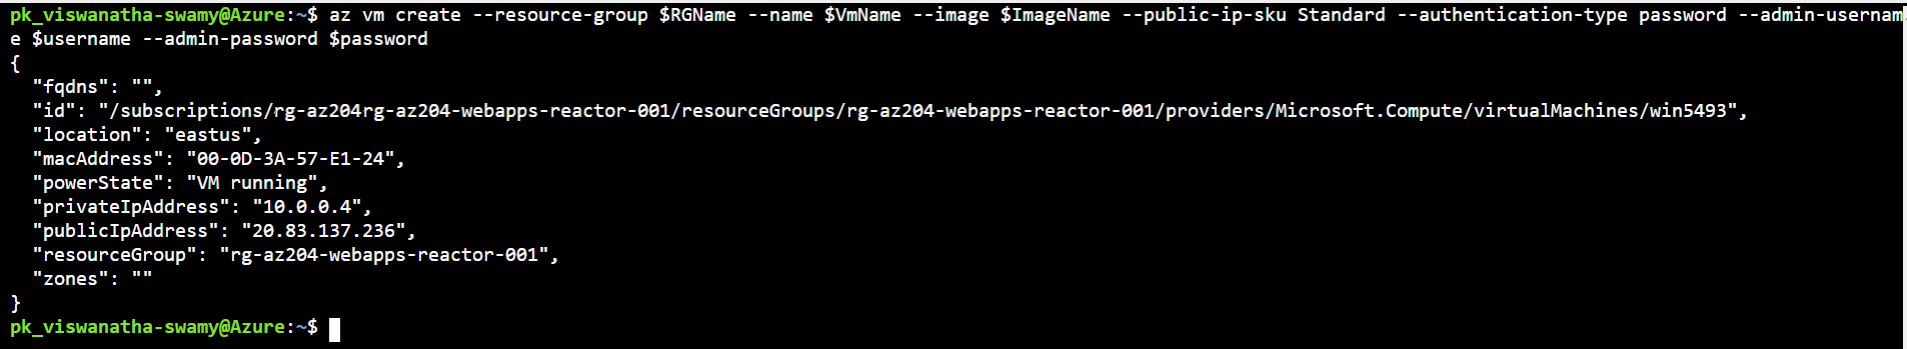 pk_viswanatha-swamy@Azure:~$ az vm create --resource-group $RGName --name $VmName --image $ImageName --public-ip-sku Standard --authentication-type password --admin-usernam
e $username --admin-password $password
{
  "fqdns": "",
  "id": "/subscriptions/rg-az204rg-az204-webapps-reactor-001/resourceGroups/rg-az204-webapps-reactor-001/providers/Microsoft.Compute/virtualMachines/win5493",
  "location": "eastus",
  "macAddress": "00-0D-3A-57-E1-24",
  "powerState": "VM running",
  "privateIpAddress": "10.0.0.4",
  "publicIpAddress": "20.83.137.236",
  "resourceGroup": "rg-az204-webapps-reactor-001",
  "zones": ""
}
pk_viswanatha-swamy@Azure:~$